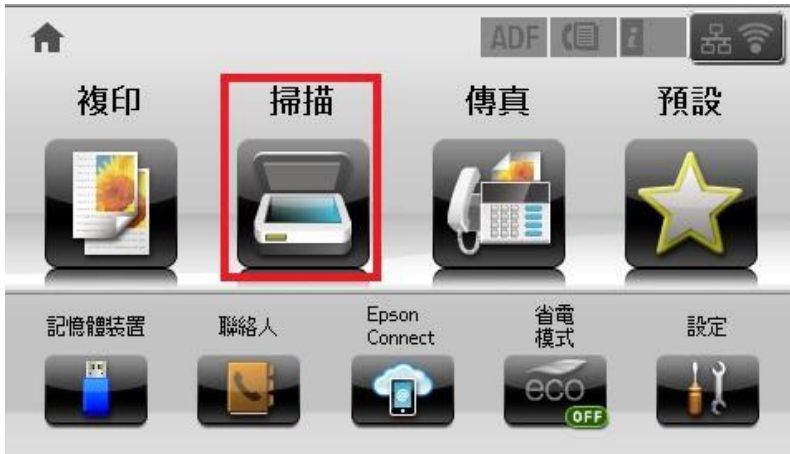 ADF i
複印 掃描 傳真 預設
記憶體裝置 聯絡人 Epson
Connect 省電
模式 設定
@ eco
OFF